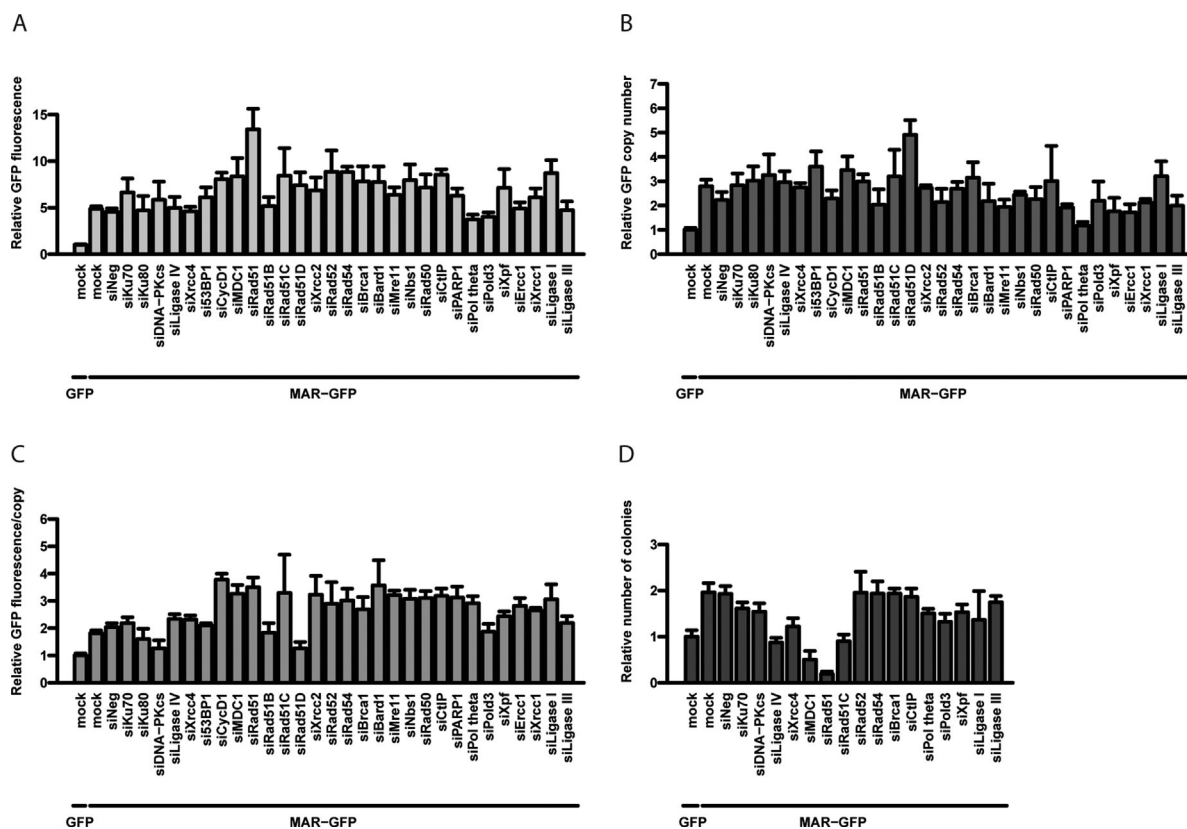 A
Relative GFP fluorescence
15
10
5
0
mock
mock
siNeg
siKu70
siKu80
siDNA−PKcs
siLigase IV
siXrcc4
si53BP1
siCycD1
siMDC1
siRad51
siRad51B
siRad51C
siRad51D
siXrcc2
siRad52
siRad54
siBrca1
siBard1
siMre11
siNbs1
siRad50
siCtIP
siPARP1
siPol theta
siPold3
siXpf
siErcc1
siXrcc1
siLigase I
siLigase III
GFP
MAR−GFP
B
Relative GFP copy number
7
6
5
4
3
2
1
0
mock
mock
siNeg
siKu70
siKu80
siDNA−PKcs
siLigase IV
siXrcc4
si53BP1
siCycD1
siMDC1
siRad51
siRad51B
siRad51C
siRad51D
siXrcc2
siRad52
siRad54
siBrca1
siBard1
siMre11
siNbs1
siRad50
siCtIP
siPARP1
siPol theta
siPold3
siXpf
siErcc1
siXrcc1
siLigase I
siLigase III
GFP
MAR−GFP
C
Relative GFP fluorescence/copy
6
5
4
3
2
1
0
mock
mock
siNeg
siKu70
siKu80
siDNA−PKcs
siLigase IV
siXrcc4
si53BP1
siCycD1
siMDC1
siRad51
siRad51B
siRad51C
siRad51D
siXrcc2
siRad52
siRad54
siBrca1
siBard1
siMre11
siNbs1
siRad50
siCtIP
siPARP1
siPol theta
siPold3
siXpf
siErcc1
siXrcc1
siLigase I
siLigase III
GFP
MAR−GFP
D
Relative number of colonies
3
2
1
0
mock
mock
siNeg
siKu70
siDNA−PKcs
siLigase IV
siXrcc4
siMDC1
siRad51
siRad51C
siRad52
siRad54
siBrca1
siCtIP
siPol theta
siPold3
siXpf
siLigase I
siLigase III
GFP
MAR−GFP